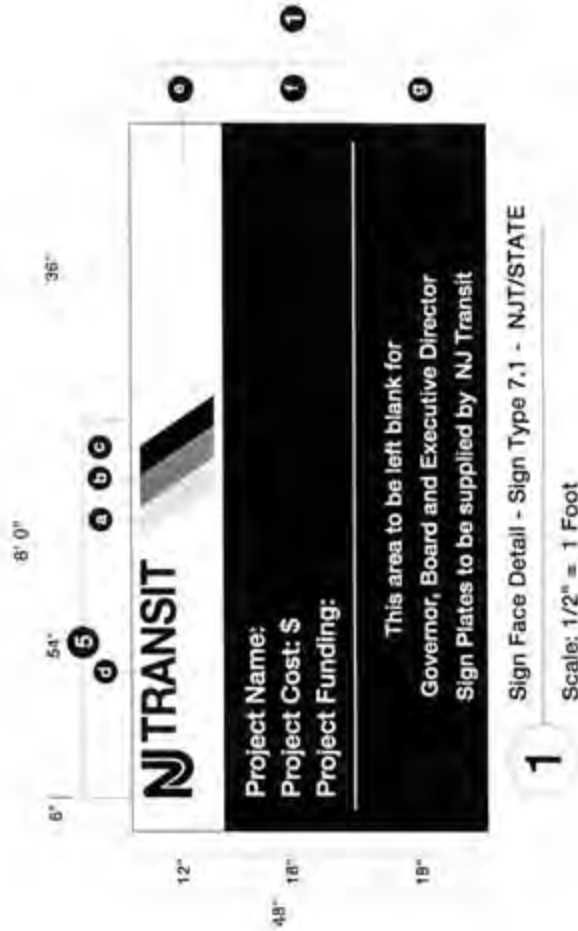 8' 0"
6"
54"
36"
5
d
a
b
c
NJ TRANSIT
e
12"
Project Name:
Project Cost: $
Project Funding:
f
1
48"
18"
This area to be left blank for
Governor, Board and Executive Director
Sign Plates to be supplied by NJ Transit
g
18"
1
Sign Face Detail - Sign Type 7.1 - NJT/STATE
Scale: 1/2" = 1 Foot